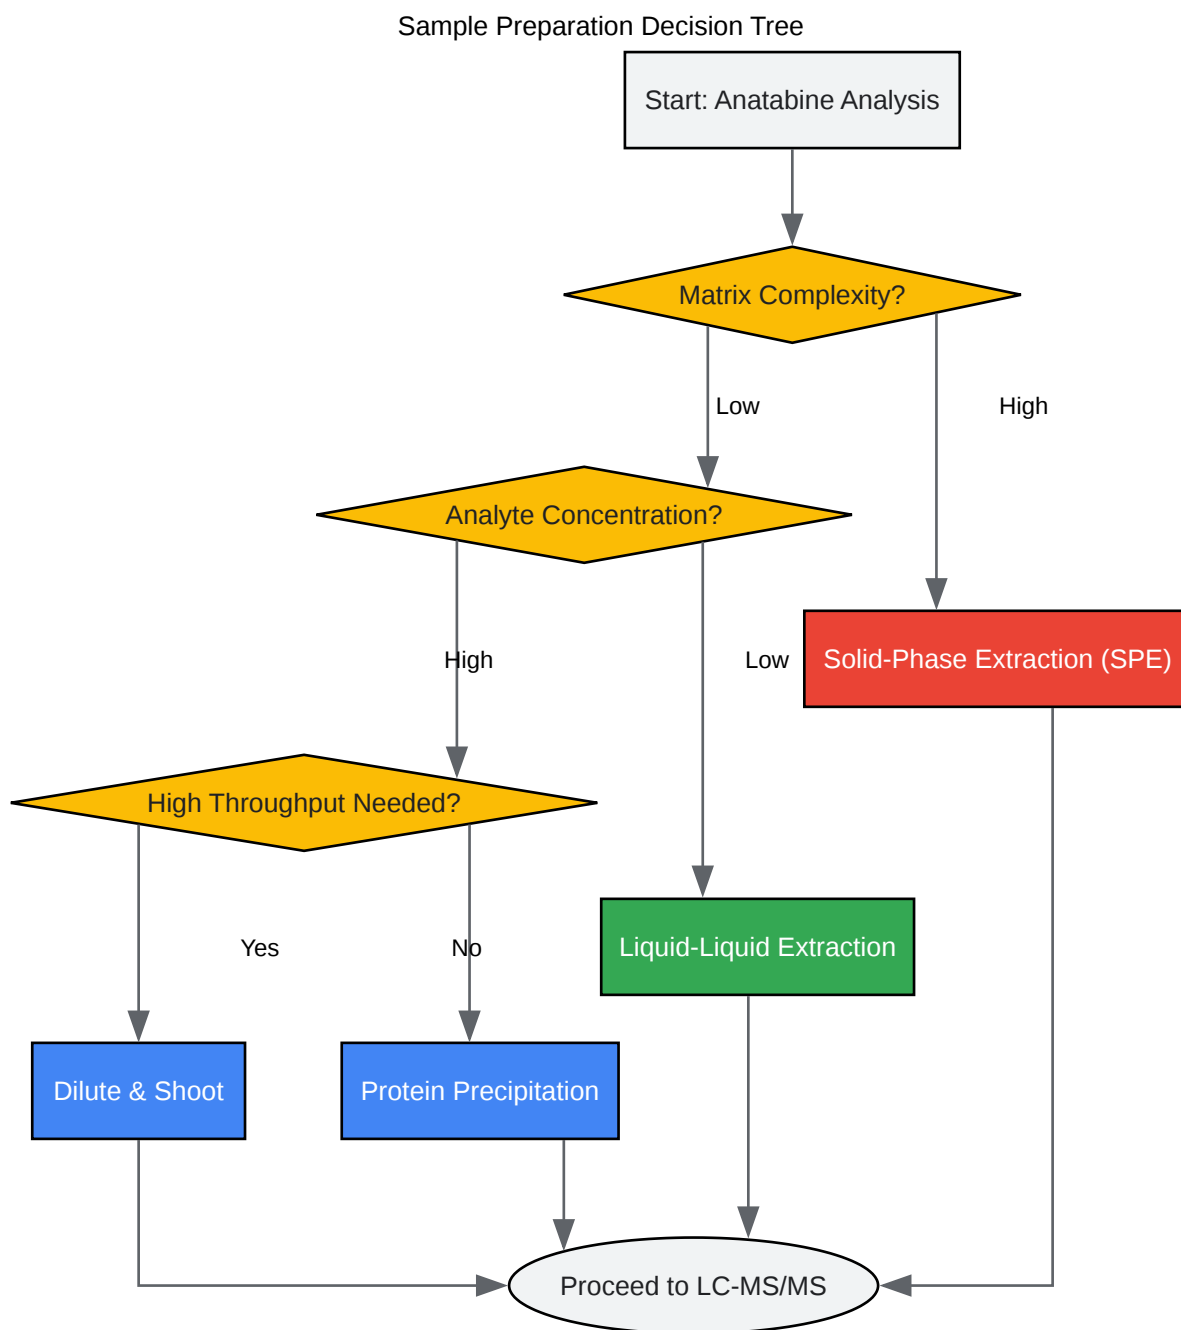 Sample Preparation Decision Tree
Start: Anatabine Analysis
Matrix Complexity?
Low
High
Analyte Concentration?
High
Low
Solid-Phase Extraction (SPE)
High Throughput Needed?
Yes
No
Liquid-Liquid Extraction
Dilute & Shoot
Protein Precipitation
Proceed to LC-MS/MS